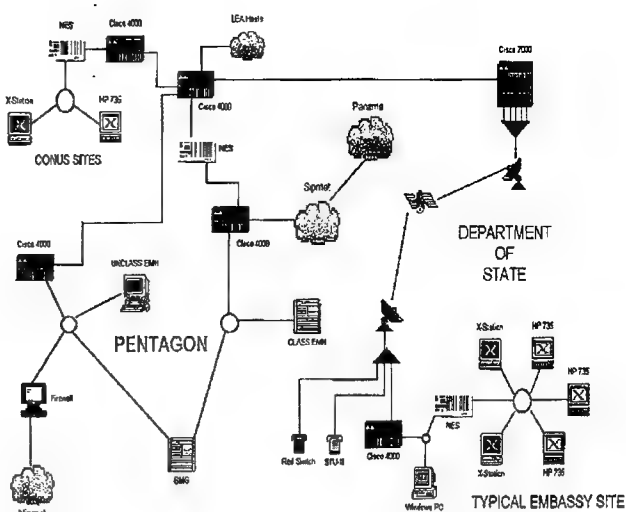 Cisco 4000
NES
LEA Hosts
Cisco 7000
X-Station
HP 735
Cisco 4000
CONUS SITES
Panama
NES
Siprnet
Cisco 4000
Cisco 4000
UNCLASS EMH
DEPARTMENT
OF
STATE
PENTAGON
CLASS EMH
X-Station
HP 735
HP 735
Firewall
NES
Red Switch
STU-III
Cisco 4000
X-Station
HP 735
SMG
Windows PC
TYPICAL EMBASSY SITE